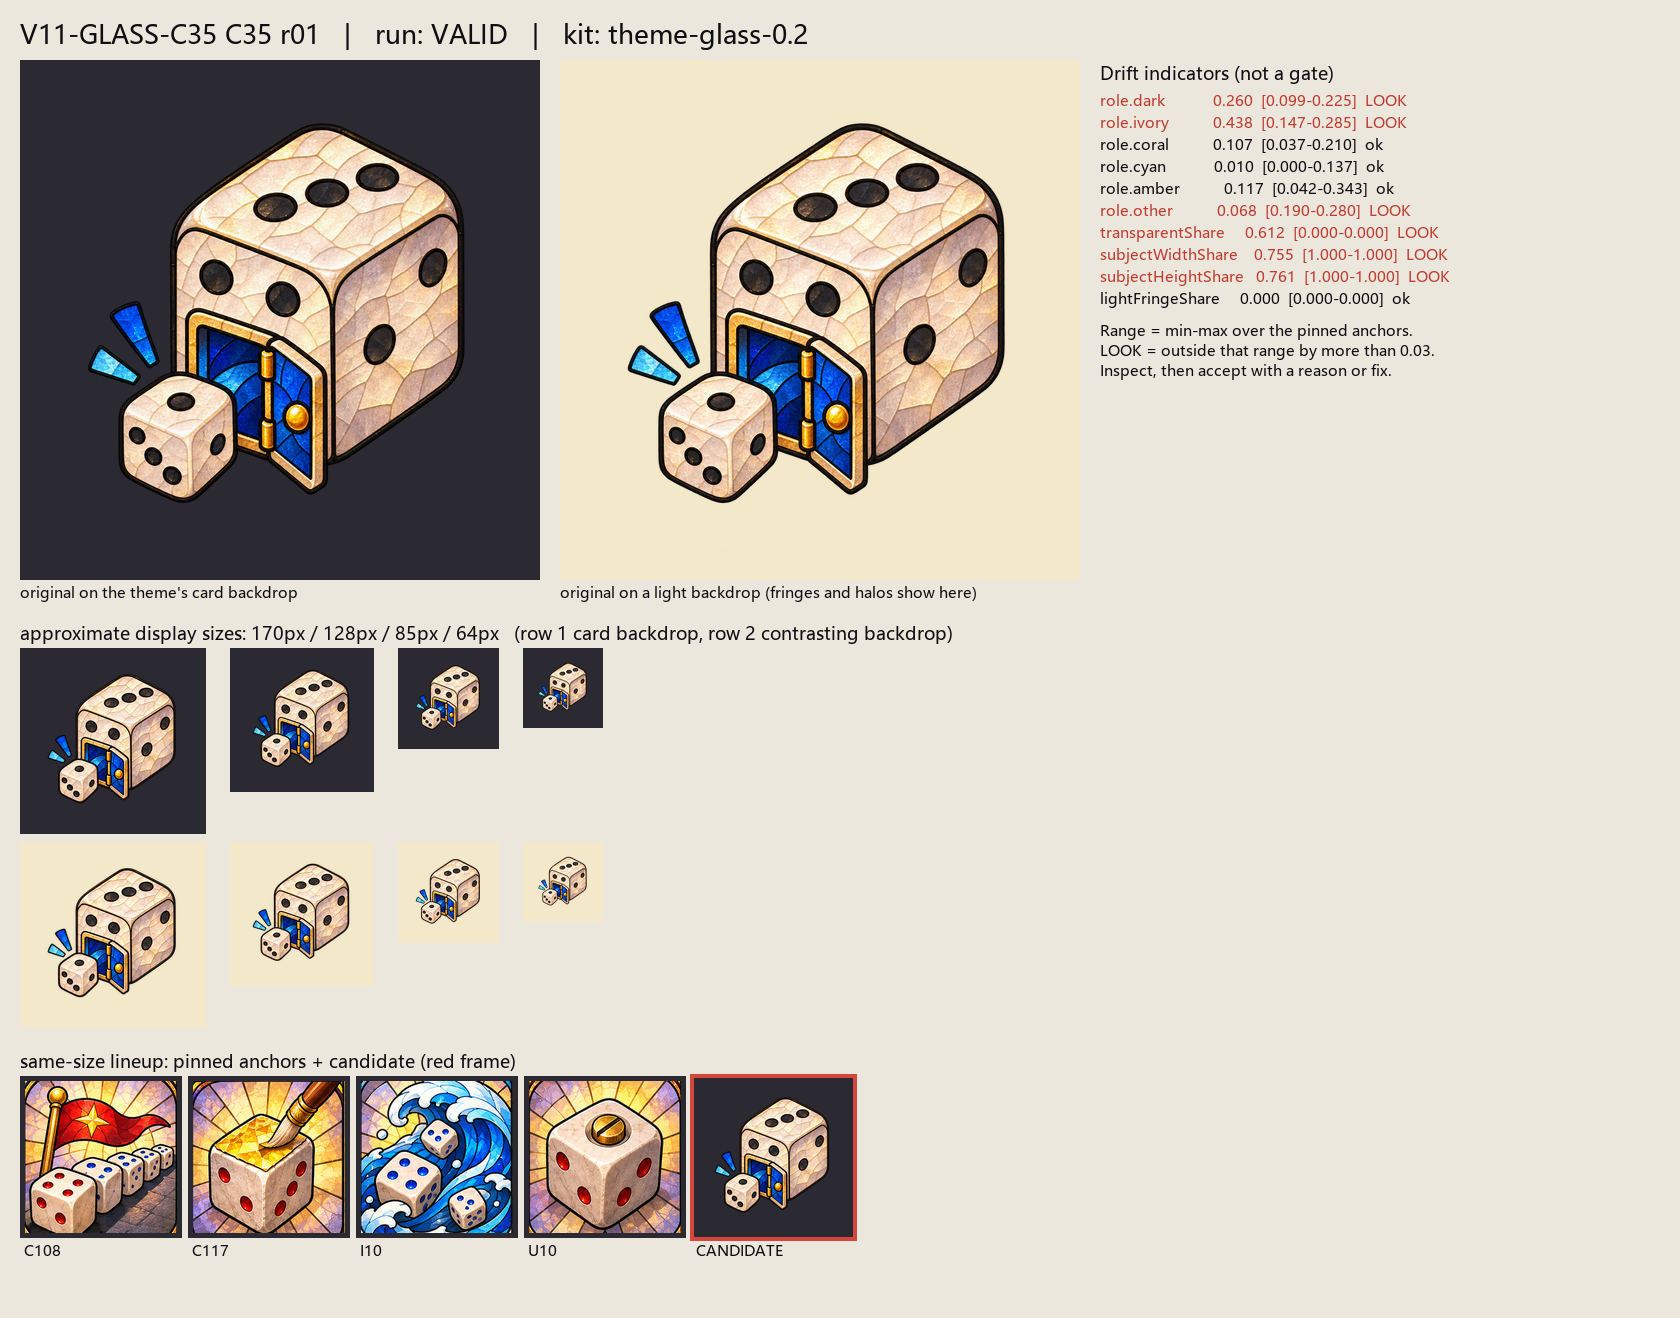 V11-GLASS-C35 C35 r01 | run: VALID | kit: theme-glass-0.2
Drift indicators (not a gate)
role.dark 0.260 [0.099-0.225] LOOK
role.ivory 0.438 [0.147-0.285] LOOK
role.coral 0.107 [0.037-0.210] ok
role.cyan 0.010 [0.000-0.137] ok
role.amber 0.117 [0.042-0.343] ok
role.other 0.068 [0.190-0.280] LOOK
transparentShare 0.612 [0.000-0.000] LOOK
subjectWidthShare 0.755 [1.000-1.000] LOOK
subjectHeightShare 0.761 [1.000-1.000] LOOK
lightFringeShare 0.000 [0.000-0.000] ok
Range = min-max over the pinned anchors.
LOOK = outside that range by more than 0.03.
Inspect, then accept with a reason or fix.
original on the theme's card backdrop
original on a light backdrop (fringes and halos show here)
approximate display sizes: 170px / 128px / 85px / 64px (row 1 card backdrop, row 2 contrasting backdrop)
same-size lineup: pinned anchors + candidate (red frame)
C108
C117
I10
U10
CANDIDATE